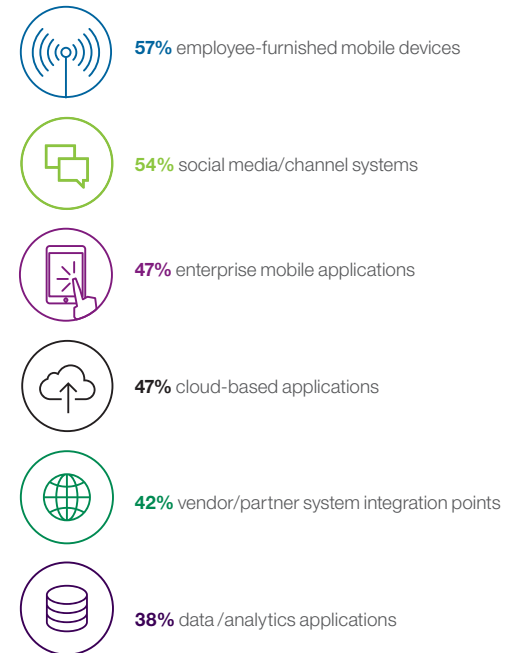 57% employee-furnished mobile devices
54% social media/channel systems
47% enterprise mobile applications
47% cloud-based applications
42% vendor/partner system integration points
38% data/analytics applications